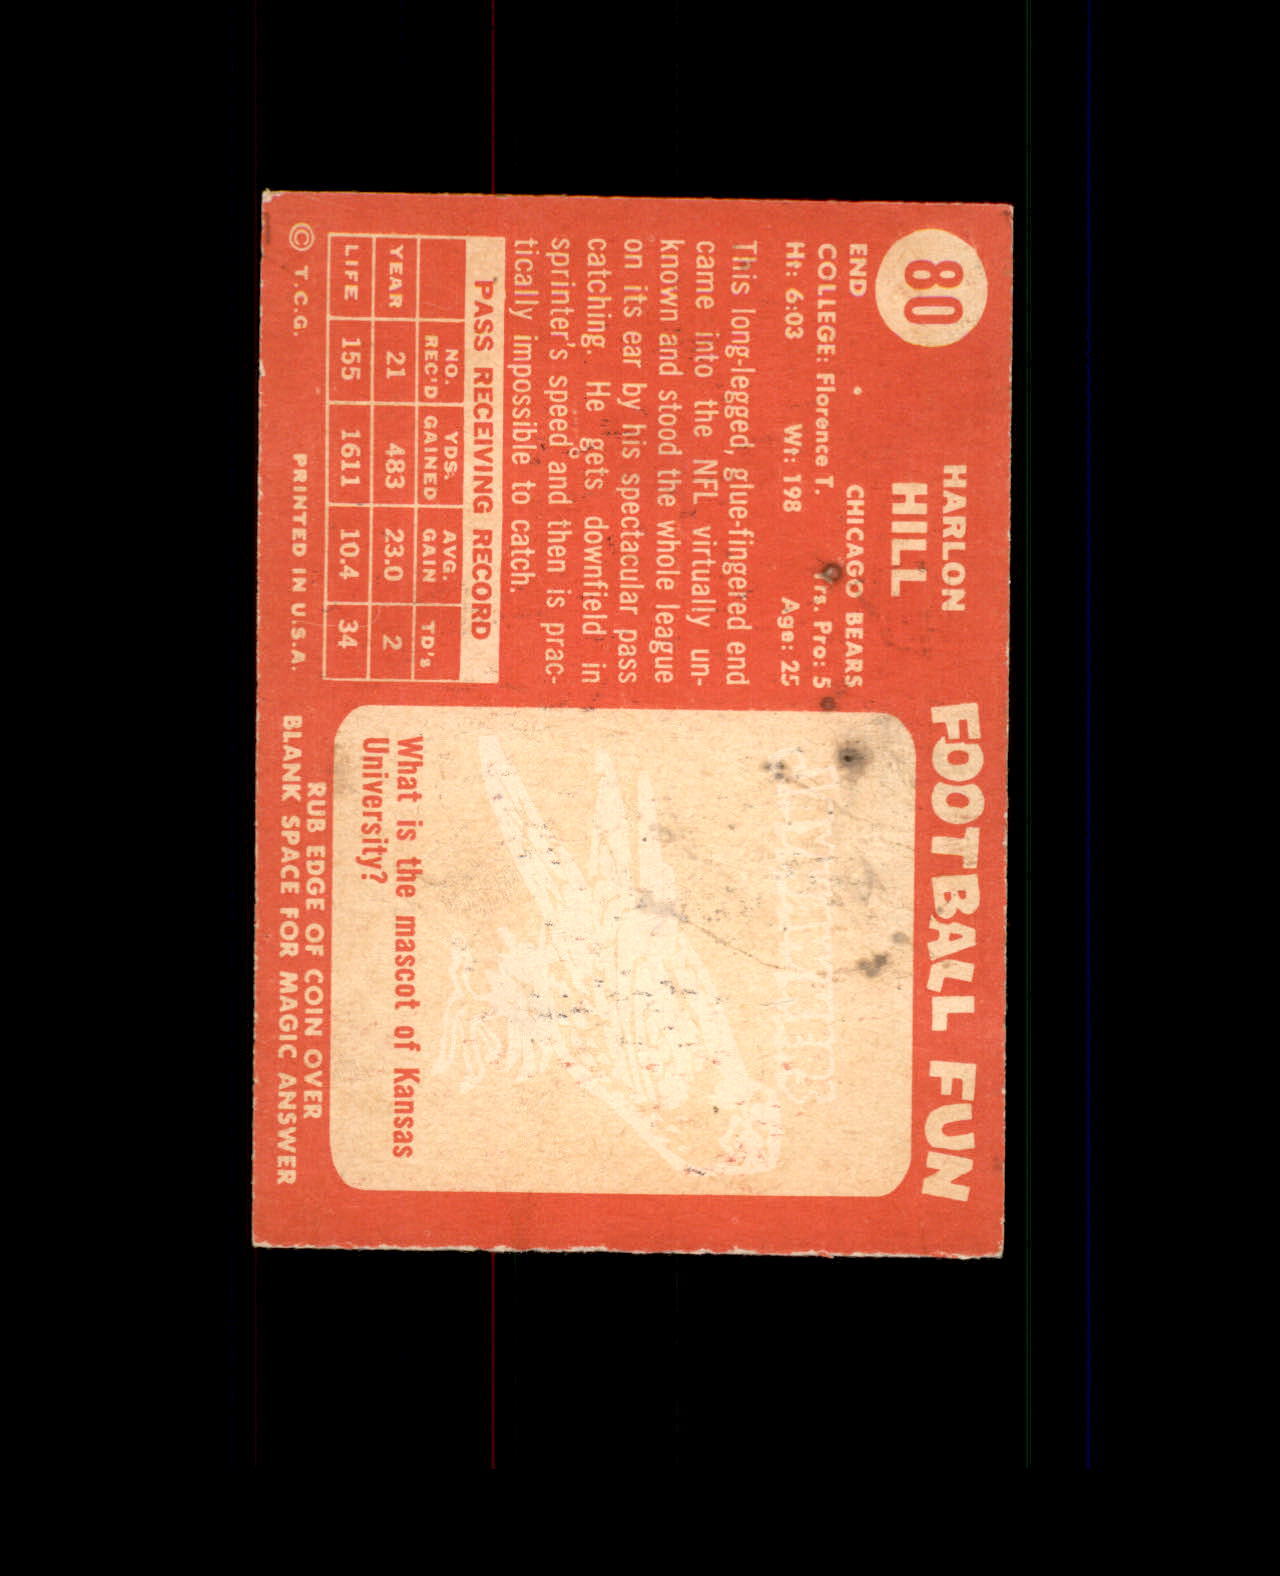 80
HARLON
HILL
END CHICAGO BEARS
COLLEGE: Florence T. Yrs. Pro: 5
Ht: 6:03 Wt: 198 Age: 25
This long-legged, glue-fingered end
came into the NFL virtually un-
known and stood the whole league
on its ear by his spectacular pass
catching. He gets downfield in
sprinter's speed and then is prac-
tically impossible to catch.
PASS RECEIVING RECORD
NO. REC'D YDS. GAINED AVG. GAIN TD's
YEAR 21 483 23.0 2
LIFE 155 1611 10.4 34
© T.C.G. PRINTED IN U.S.A.
FOOTBALL FUN
What is the mascot of Kansas
University?
RUB EDGE OF COIN OVER
BLANK SPACE FOR MAGIC ANSWER